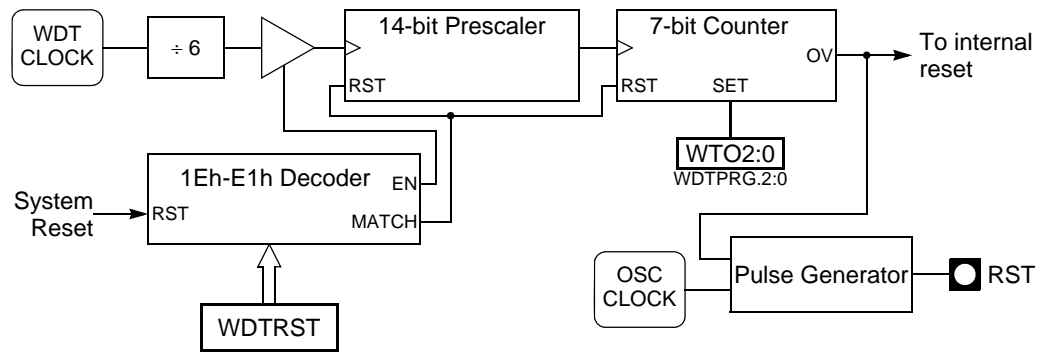 WDT
CLOCK
÷ 6
14-bit Prescaler
RST
7-bit Counter
OV
RST
SET
To internal
reset
WTO2:0
WDTPRG.2:0
1Eh-E1h Decoder
EN
System
Reset
RST
MATCH
WDTRST
OSC
CLOCK
Pulse Generator
RST